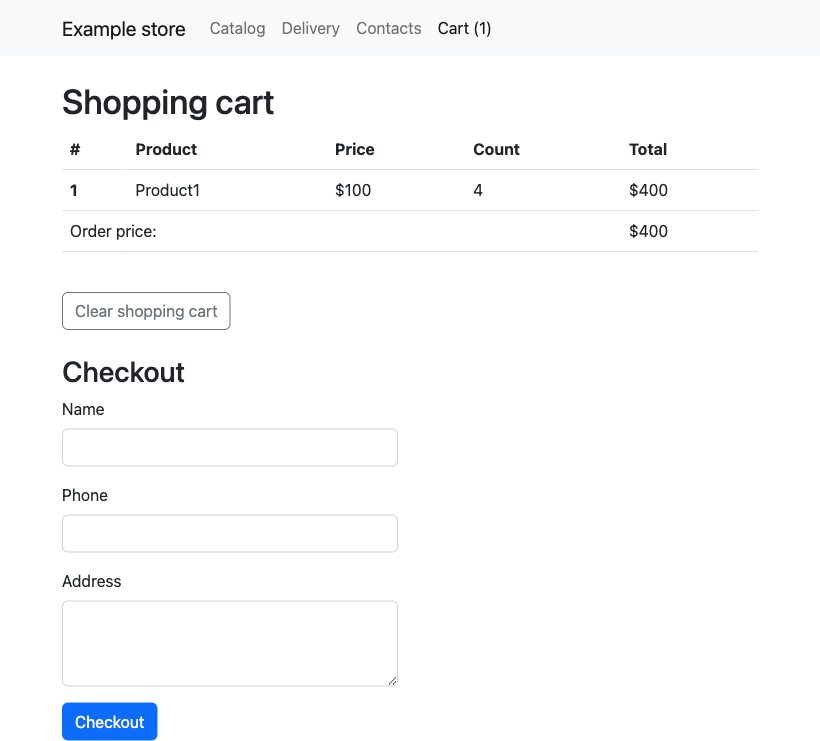 Example store Catalog Delivery Contacts Cart (1)
Shopping cart
# Product Price Count Total
1 Product1 $100 4 $400
Order price: $400
Clear shopping cart
Checkout
Name
Phone
Address
Checkout